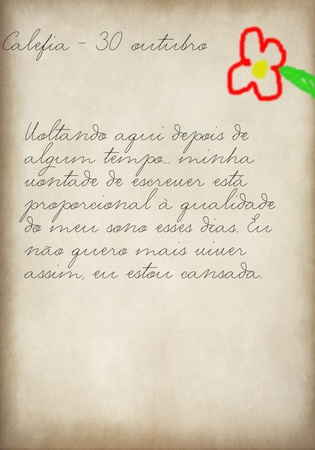 Calefia - 30 outubro
Voltando aqui depois de
algum tempo... minha
vontade de escrever está
proporcional à qualidade
do meu sono esses dias. Eu
não quero mais viver
assim, eu estou cansada.